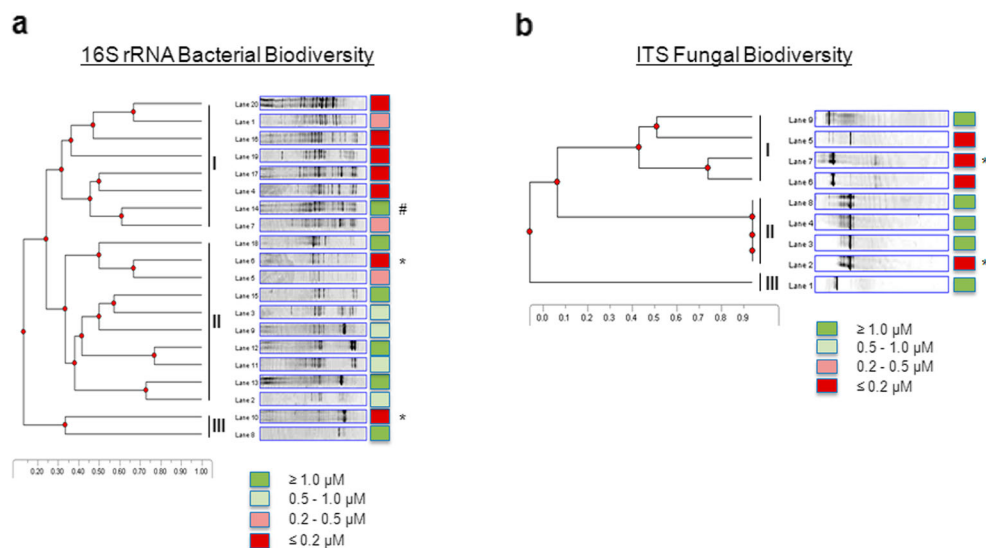 a
16S rRNA Bacterial Biodiversity
Lane 20
Lane 1
Lane 16
Lane 19
Lane 17
Lane 4
Lane 14
Lane 7
Lane 18
Lane 6
Lane 5
Lane 15
Lane 3
Lane 9
Lane 12
Lane 11
Lane 13
Lane 2
Lane 10
Lane 8
I
II
III
#
*
*
0.20 0.30 0.40 0.50 0.60 0.70 0.80 0.90 1.00
≥ 1.0 µM
0.5 - 1.0 µM
0.2 - 0.5 µM
≤ 0.2 µM
b
ITS Fungal Biodiversity
Lane 9
Lane 5
Lane 7
Lane 6
Lane 8
Lane 4
Lane 3
Lane 2
Lane 1
I
II
III
*
*
0.0 0.1 0.2 0.3 0.4 0.5 0.6 0.7 0.8 0.9
≥ 1.0 µM
0.5 - 1.0 µM
0.2 - 0.5 µM
≤ 0.2 µM